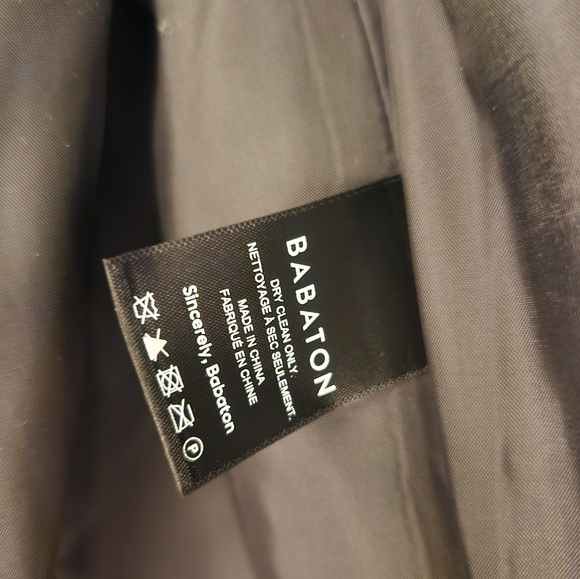 BABATON
DRY CLEAN ONLY.
NETTOYAGE À SEC SEULEMENT.
MADE IN CHINA
FABRIQUÉ EN CHINE
Sincerely, Babaton
P